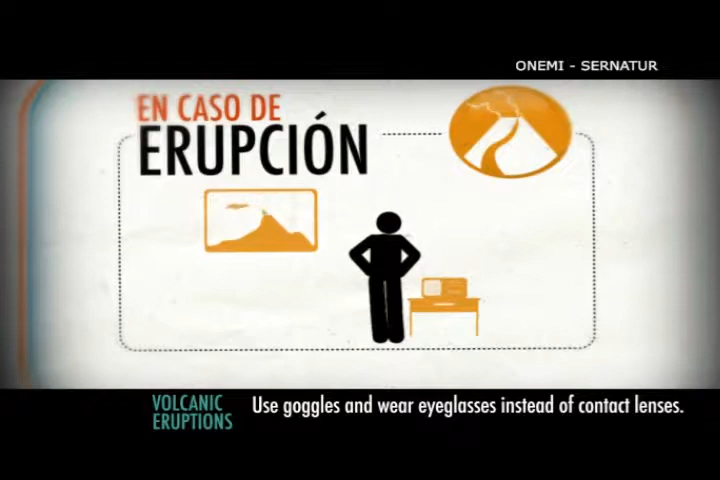 ONEMI - SERNATUR
EN CASO DE
ERUPCIÓN
VOLCANIC
ERUPTIONS
Use goggles and wear eyeglasses instead of contact lenses.